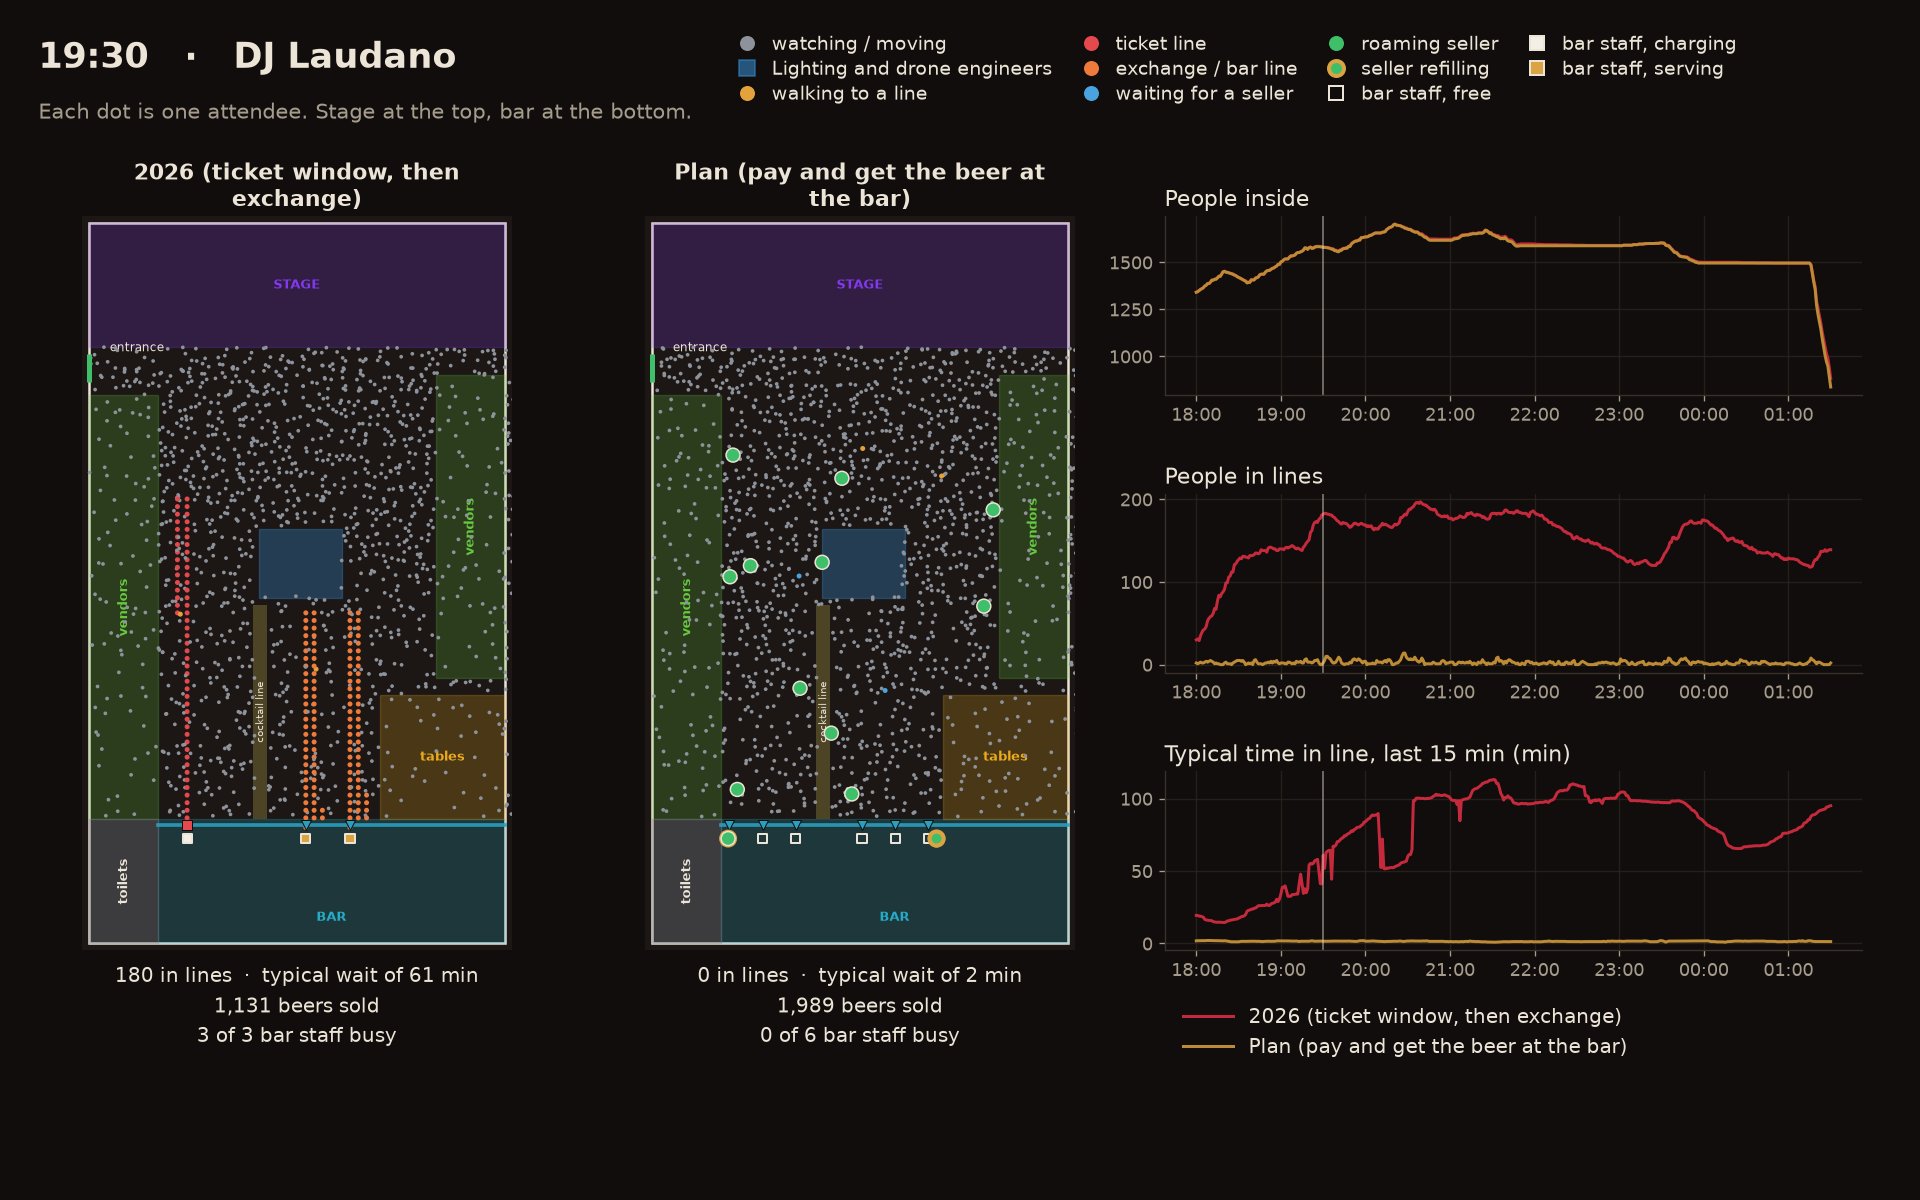 19:30 · DJ Laudano
Each dot is one attendee. Stage at the top, bar at the bottom.
watching / moving
Lighting and drone engineers
walking to a line
ticket line
exchange / bar line
waiting for a seller
roaming seller
seller refilling
bar staff, free
bar staff, charging
bar staff, serving
2026 (ticket window, then
exchange)
STAGE
entrance
vendors
vendors
cocktail line
tables
toilets
BAR
180 in lines · typical wait of 61 min
1,131 beers sold
3 of 3 bar staff busy
Plan (pay and get the beer at
the bar)
STAGE
entrance
vendors
vendors
cocktail line
tables
toilets
BAR
0 in lines · typical wait of 2 min
1,989 beers sold
0 of 6 bar staff busy
People inside
1500
1250
1000
18:00 19:00 20:00 21:00 22:00 23:00 00:00 01:00
People in lines
200
100
0
18:00 19:00 20:00 21:00 22:00 23:00 00:00 01:00
Typical time in line, last 15 min (min)
100
50
0
18:00 19:00 20:00 21:00 22:00 23:00 00:00 01:00
2026 (ticket window, then exchange)
Plan (pay and get the beer at the bar)